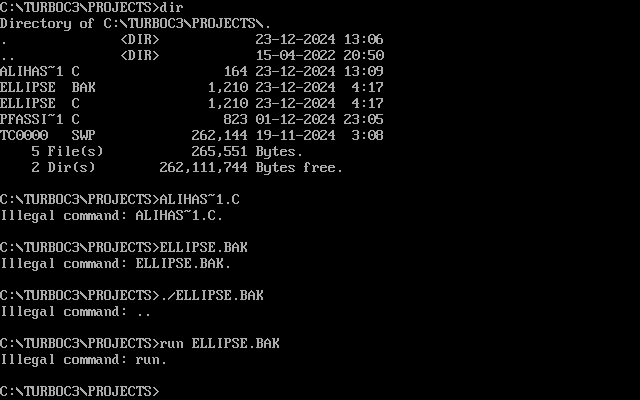 C:\TURBOC3\PROJECTS>dir
Directory of C:\TURBOC3\PROJECTS\.
. <DIR> 23-12-2024 13:06
.. <DIR> 15-04-2022 20:50
ALIHAS~1 C 164 23-12-2024 13:09
ELLIPSE BAK 1,210 23-12-2024 4:17
ELLIPSE C 1,210 23-12-2024 4:17
PFASSI~1 C 823 01-12-2024 23:05
TC0000 SWP 262,144 19-11-2024 3:08
5 File(s) 265,551 Bytes.
2 Dir(s) 262,111,744 Bytes free.
C:\TURBOC3\PROJECTS>ALIHAS~1.C
Illegal command: ALIHAS~1.C.
C:\TURBOC3\PROJECTS>ELLIPSE.BAK
Illegal command: ELLIPSE.BAK.
C:\TURBOC3\PROJECTS>./ELLIPSE.BAK
Illegal command: ..
C:\TURBOC3\PROJECTS>run ELLIPSE.BAK
Illegal command: run.
C:\TURBOC3\PROJECTS>